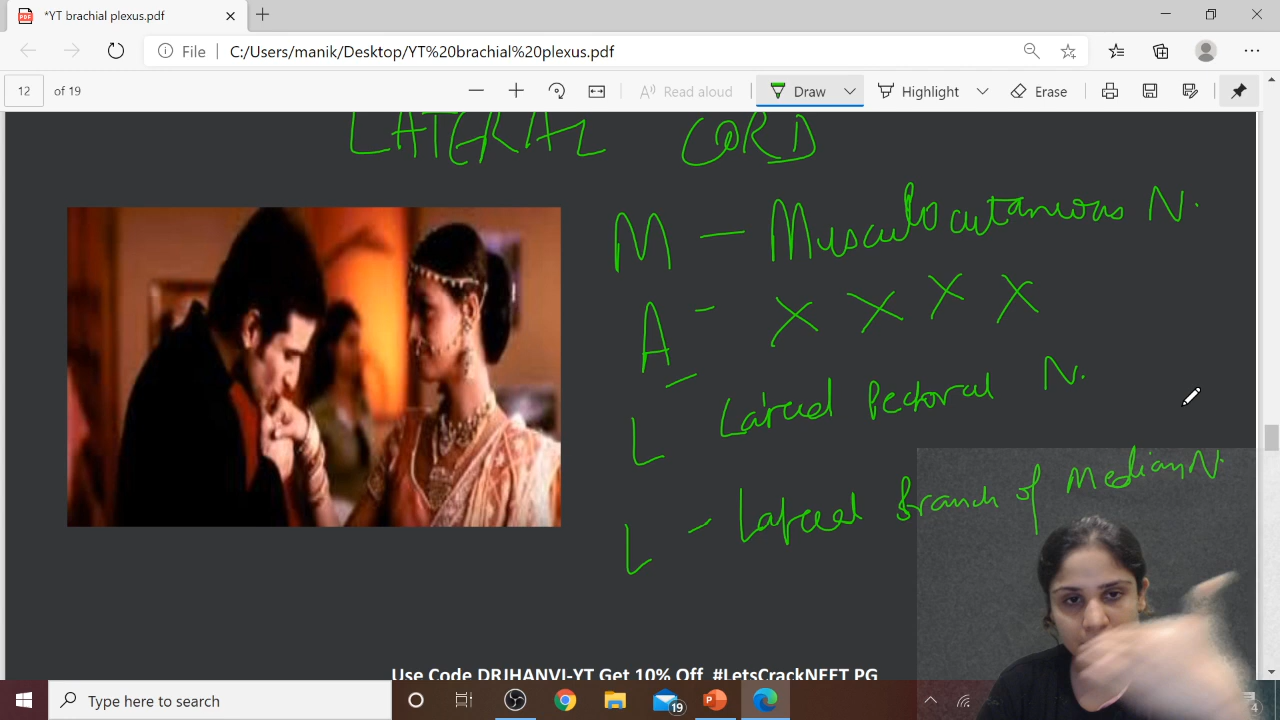 *YT brachial plexus.pdf
File C:/Users/manik/Desktop/YT%20brachial%20plexus.pdf
12 of 19 Read aloud Draw Highlight Erase
LATERAL CORD
M - Musculocutaneous N.
A - X X X X
L Lateral Pectoral N.
L - Lateral Branch of Median N.
Use Code DRJHANVI-YT Get 10% Off #LetsCrackNEET PG
Type here to search
19
4